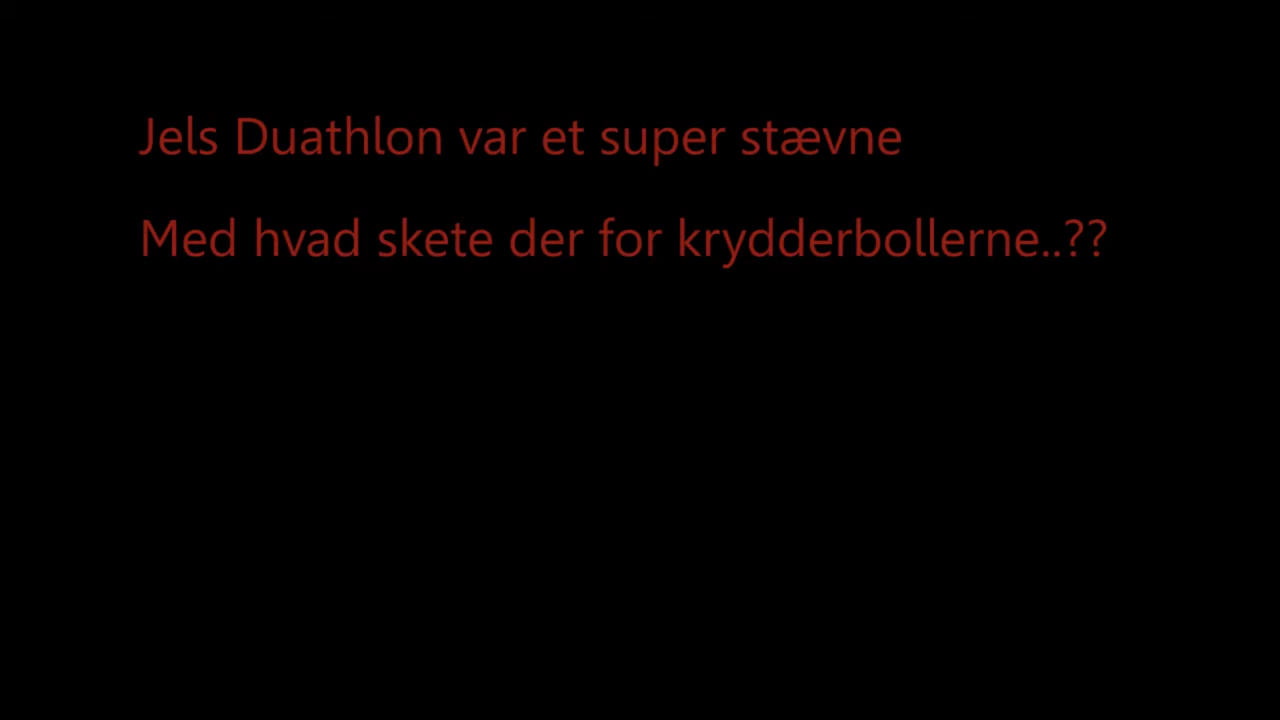 Jels Duathlon var et super stævne
Med hvad skete der for krydderbollerne..??